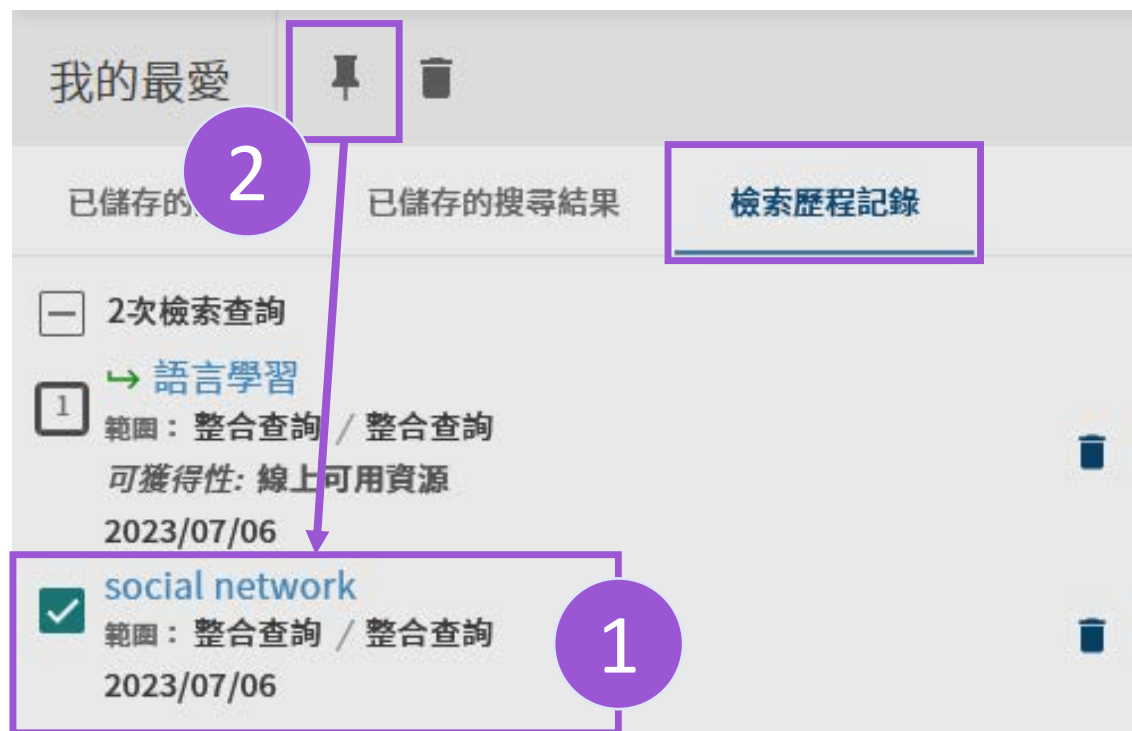 我的最愛
2
已儲存的
已儲存的搜尋結果
檢索歷程記錄
2次檢索查詢
1
↪ 語言學習
範圍：整合查詢 / 整合查詢
可獲得性: 線上可用資源
2023/07/06
social network
範圍：整合查詢 / 整合查詢
1
2023/07/06